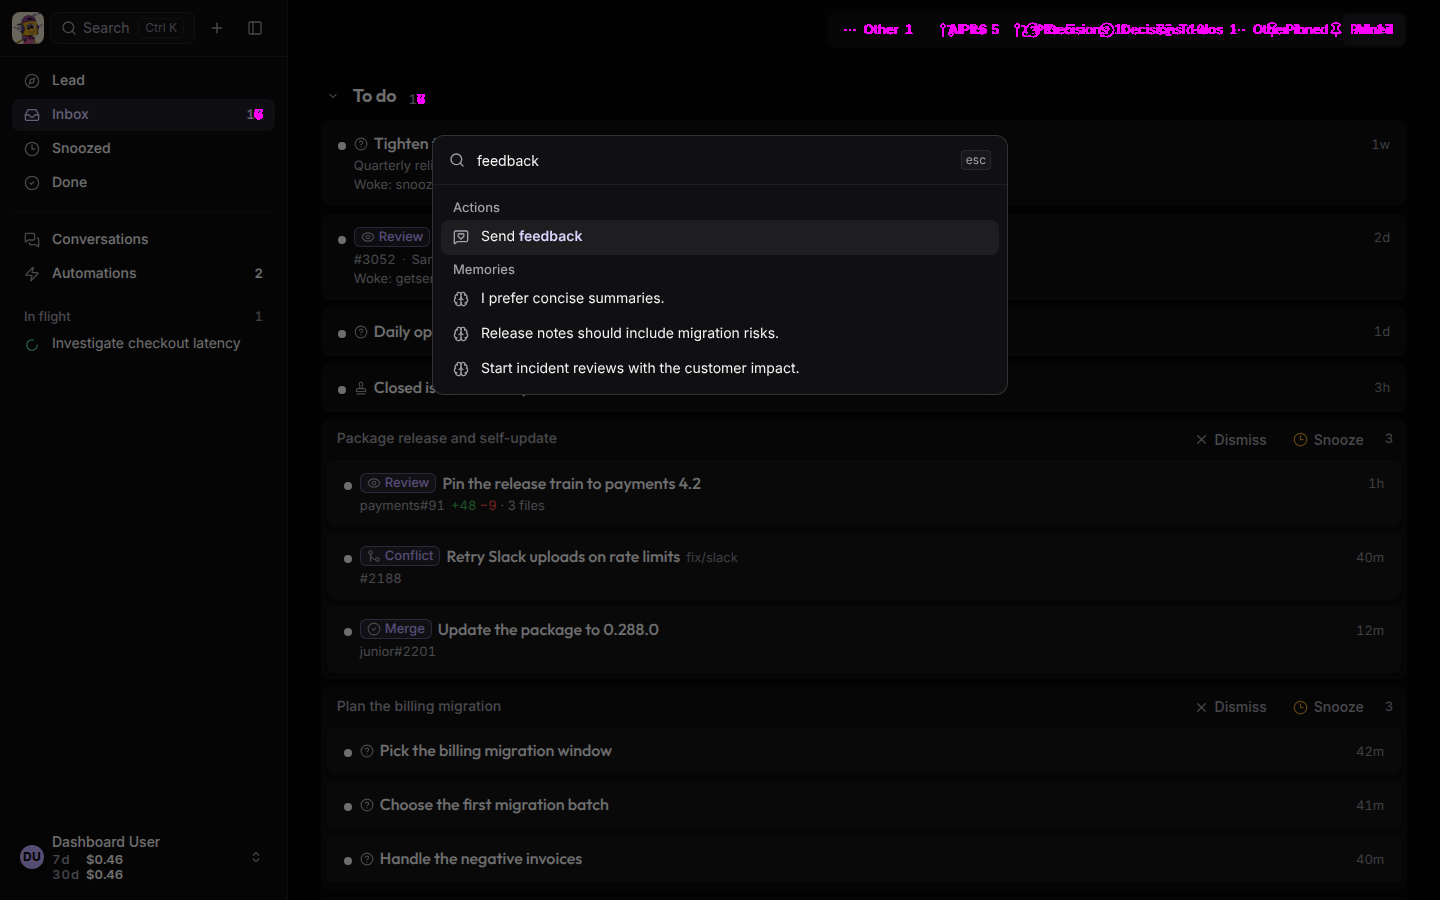 Search Ctrl K
Lead
Inbox
Snoozed
Done
Conversations
Automations 2
In flight 1
Investigate checkout latency
Dashboard User
DU
7d $0.46
30d $0.46
Other 1
To do
Tighten
1w
Quarterly
Woke:
Review
2d
#3052 ·
Woke:
Daily
1d
Closed
3h
feedback esc
Actions
Send feedback
Memories
I prefer concise summaries.
Release notes should include migration risks.
Start incident reviews with the customer impact.
Package release and self-update Dismiss Snooze 3
Review Pin the release train to payments 4.2 1h
payments#91 +48 −9 · 3 files
Conflict Retry Slack uploads on rate limits fix/slack 40m
#2188
Merge Update the package to 0.288.0 12m
junior#2201
Plan the billing migration Dismiss Snooze 3
Pick the billing migration window 42m
Choose the first migration batch 41m
Handle the negative invoices 40m